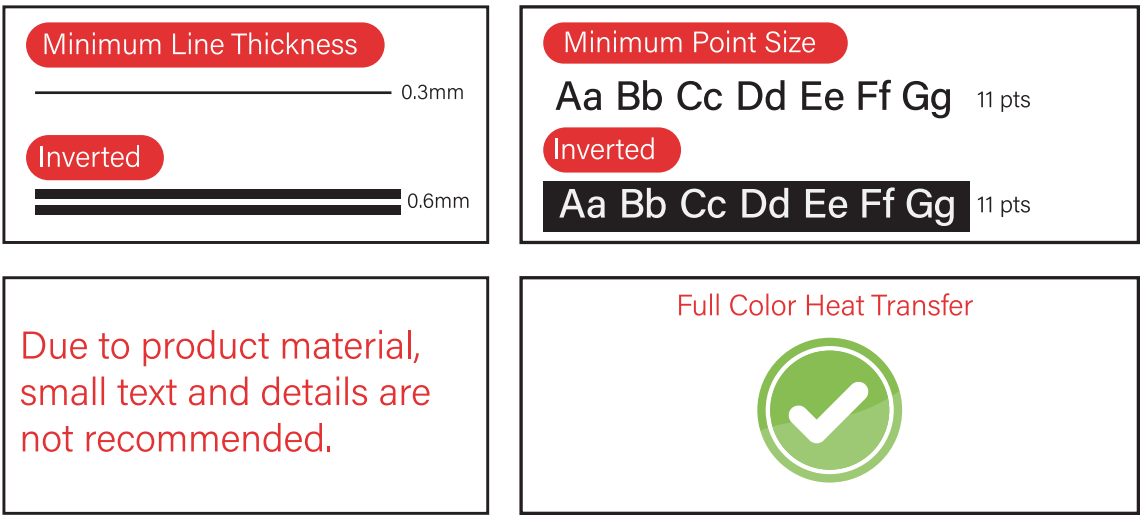 Minimum Line Thickness
0.3mm
Inverted
0.6mm
Minimum Point Size
Aa Bb Cc Dd Ee Ff Gg 11 pts
Inverted
Aa Bb Cc Dd Ee Ff Gg 11 pts
Due to product material,
small text and details are
not recommended.
Full Color Heat Transfer